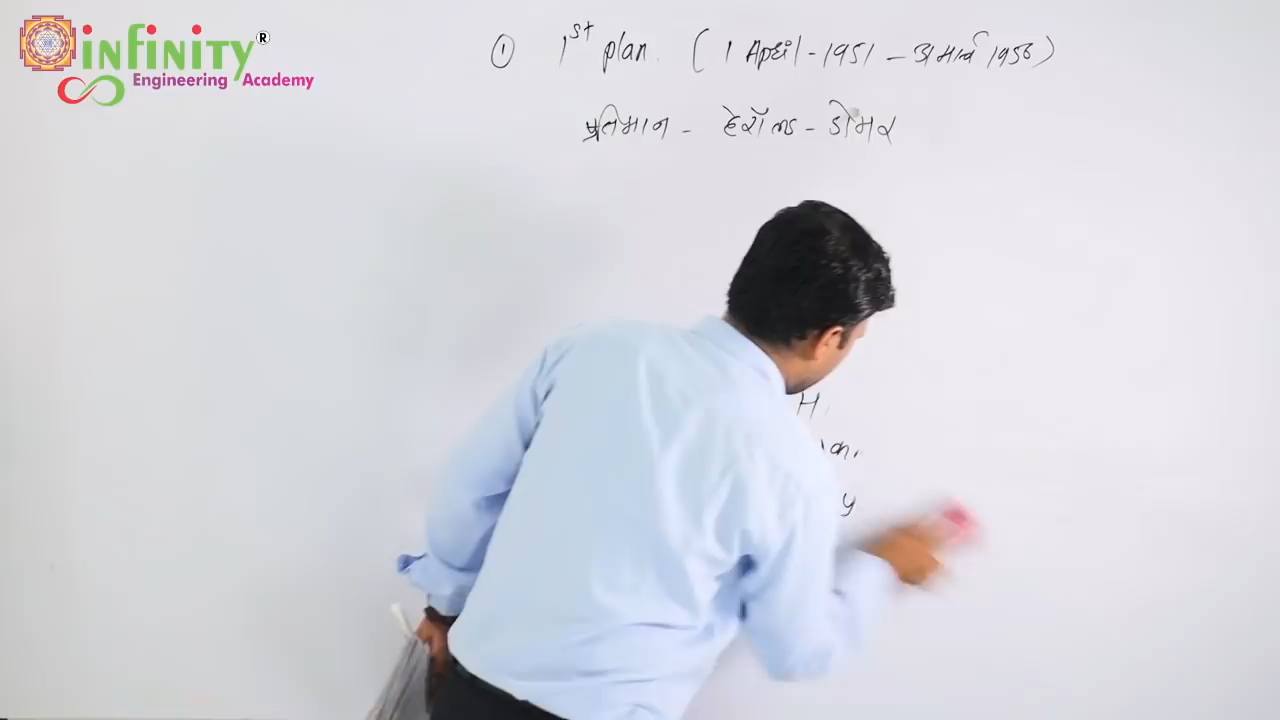 infinity®
Engineering Academy
① 1st plan. ( 1 April - 1951 - 31 मार्च 1956 )
प्रतिमान - हेरॉल्ड - डोमर
H
y